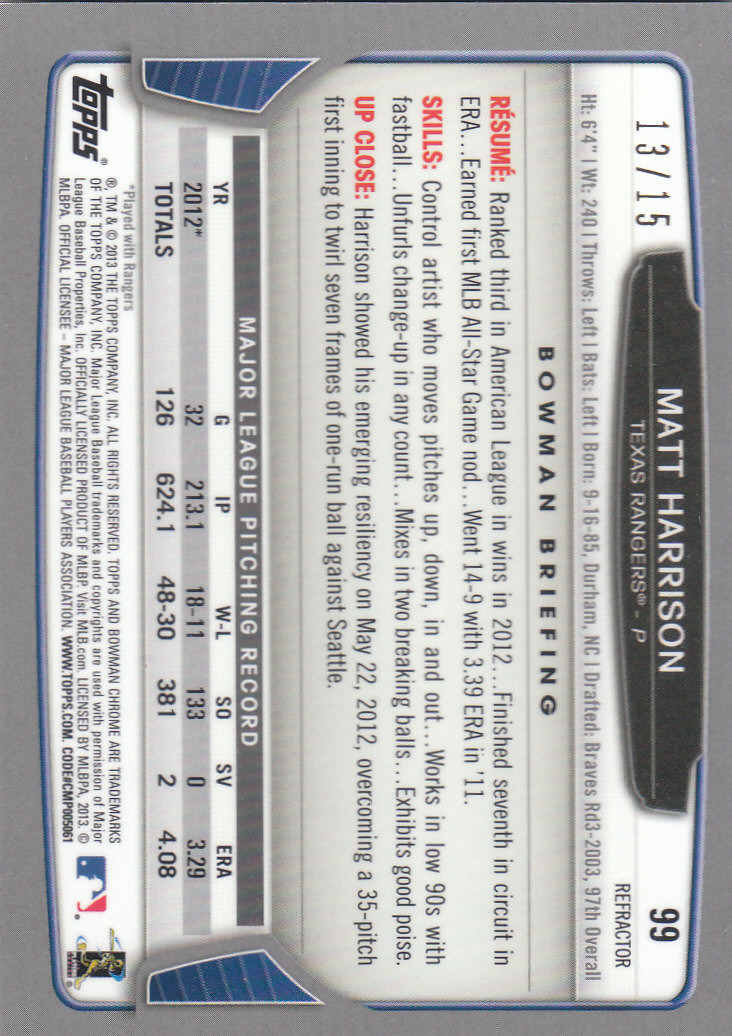 13/15
MATT HARRISON
TEXAS RANGERS® - P
99
REFRACTOR
Ht: 6'4" | Wt: 240 | Throws: Left | Bats: Left | Born: 9-16-85, Durham, NC | Drafted: Braves Rd3-2003, 97th Overall
BOWMAN BRIEFING
RÉSUMÉ: Ranked third in American League in wins in 2012...Finished seventh in circuit in
ERA...Earned first MLB All-Star Game nod...Went 14-9 with 3.39 ERA in '11.
SKILLS: Control artist who moves pitches up, down, in and out...Works in low 90s with
fastball...Unfurls change-up in any count...Mixes in two breaking balls...Exhibits good poise.
UP CLOSE: Harrison showed his emerging resiliency on May 22, 2012, overcoming a 35-pitch
first inning to twirl seven frames of one-run ball against Seattle.
MAJOR LEAGUE PITCHING RECORD
YR G IP W-L SO SV ERA
2012* 32 213.1 18-11 133 0 3.29
TOTALS 126 624.1 48-30 381 2 4.08
*Played with Rangers
topps®
®, TM & © 2013 THE TOPPS COMPANY, INC. ALL RIGHTS RESERVED. TOPPS AND BOWMAN CHROME ARE TRADEMARKS
OF THE TOPPS COMPANY, INC. Major League Baseball trademarks and copyrights are used with permission of Major
League Baseball Properties, Inc. OFFICIALLY LICENSED PRODUCT OF MLBP Visit MLB.com. LICENSED BY MLBPA, 2013. ©
MLBPA. OFFICIAL LICENSEE – MAJOR LEAGUE BASEBALL PLAYERS ASSOCIATION. WWW.TOPPS.COM. CODE#CMP005061